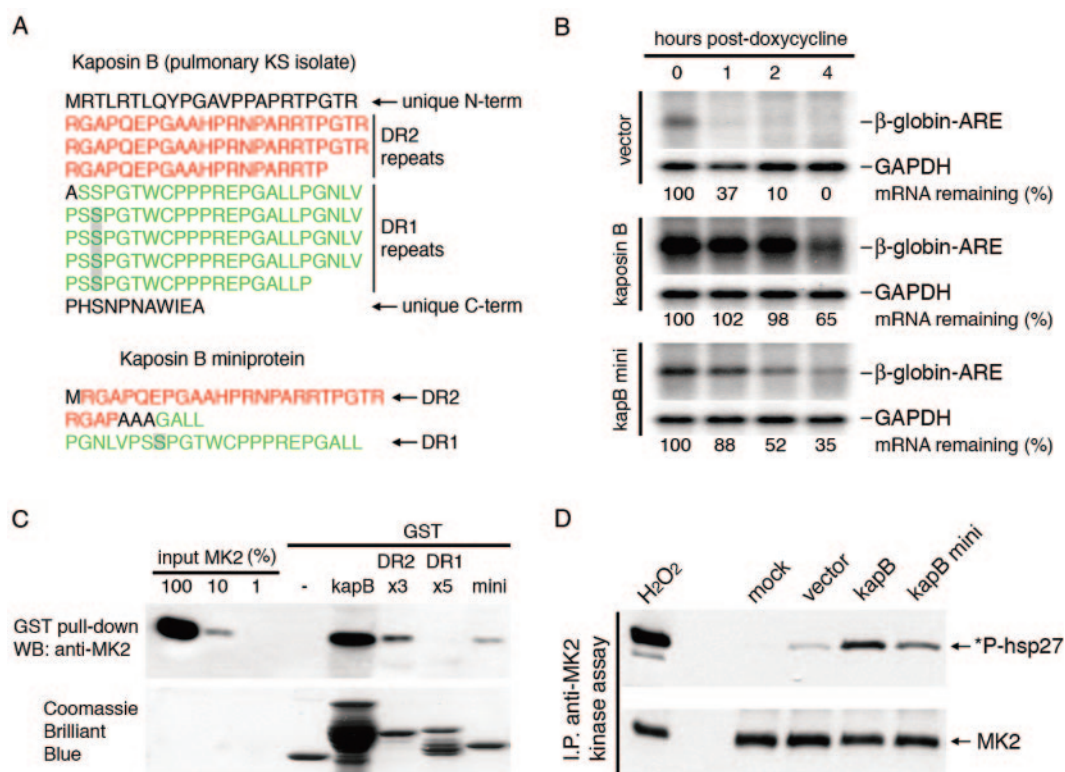 A
Kaposin B (pulmonary KS isolate)
MRTLRTLQYPGAVPPAPRTPGTR
unique N-term
RGAPQEPGAAHPRNPARRTPGTR
RGAPQEPGAAHPRNPARRTPGTR
RGAPQEPGAAHPRNPARRTP
DR2
repeats
ASSPGTWCPPPREPGALLPGNLV
PSSPGTWCPPPREPGALLPGNLV
PSSPGTWCPPPREPGALLPGNLV
PSSPGTWCPPPREPGALLPGNLV
PSSPGTWCPPPREPGALLP
DR1
repeats
PHSNPNAWIEA
unique C-term
Kaposin B miniprotein
MRGAPQEPGAAHPRNPARRTPGTR
DR2
RGAPAAAGALL
PGNLVPSSPGTWCPPPREPGALL
DR1
B
hours post-doxycycline
0 1 2 4
vector
β-globin-ARE
GAPDH
100 37 10 0 mRNA remaining (%)
kaposin B
β-globin-ARE
GAPDH
100 102 98 65 mRNA remaining (%)
kapB mini
β-globin-ARE
GAPDH
100 88 52 35 mRNA remaining (%)
C
GST
input MK2 (%)
100 10 1
- kapB DR2 x3 DR1 x5 mini
GST pull-down
WB: anti-MK2
Coomassie
Brilliant
Blue
D
H2O2 mock vector kapB kapB mini
I.P. anti-MK2
kinase assay
*P-hsp27
MK2